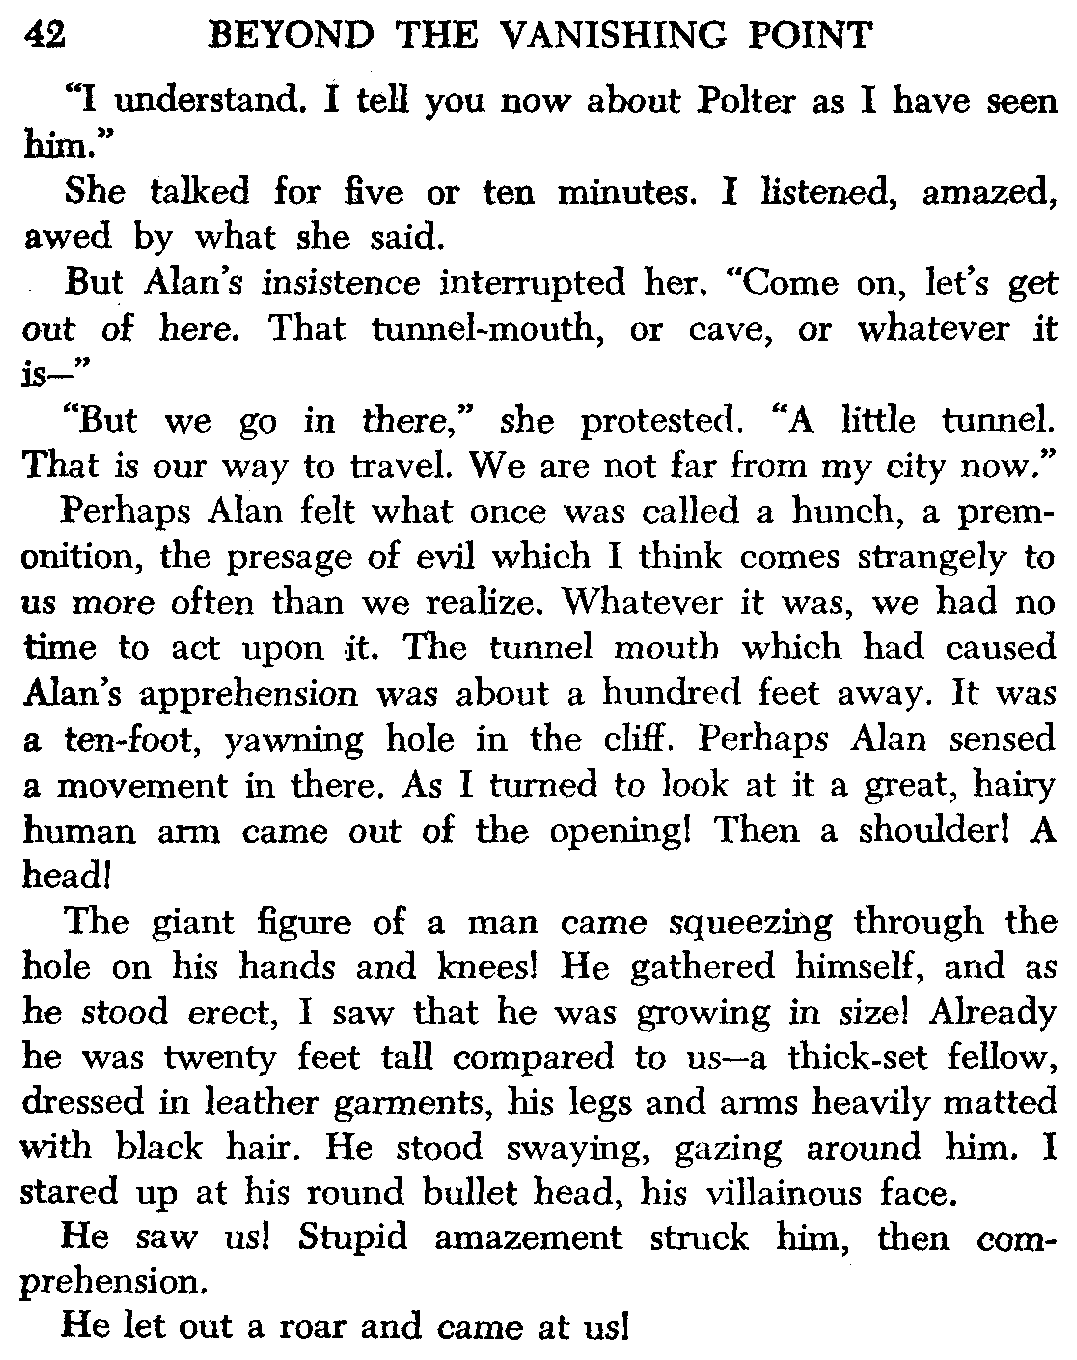 42 BEYOND THE VANISHING POINT
“I understand. I tell you now about Polter as I have seen
him.”
She talked for five or ten minutes. I listened, amazed,
awed by what she said.
But Alan’s insistence interrupted her. “Come on, let’s get
out of here. That tunnel-mouth, or cave, or whatever it
is—”
“But we go in there,” she protested. “A little tunnel.
That is our way to travel. We are not far from my city now.”
Perhaps Alan felt what once was called a hunch, a prem-
onition, the presage of evil which I think comes strangely to
us more often than we realize. Whatever it was, we had no
time to act upon it. The tunnel mouth which had caused
Alan’s apprehension was about a hundred feet away. It was
a ten-foot, yawning hole in the cliff. Perhaps Alan sensed
a movement in there. As I turned to look at it a great, hairy
human arm came out of the opening! Then a shoulder! A
head!
The giant figure of a man came squeezing through the
hole on his hands and knees! He gathered himself, and as
he stood erect, I saw that he was growing in size! Already
he was twenty feet tall compared to us—a thick-set fellow,
dressed in leather garments, his legs and arms heavily matted
with black hair. He stood swaying, gazing around him. I
stared up at his round bullet head, his villainous face.
He saw us! Stupid amazement struck him, then com-
prehension.
He let out a roar and came at us!